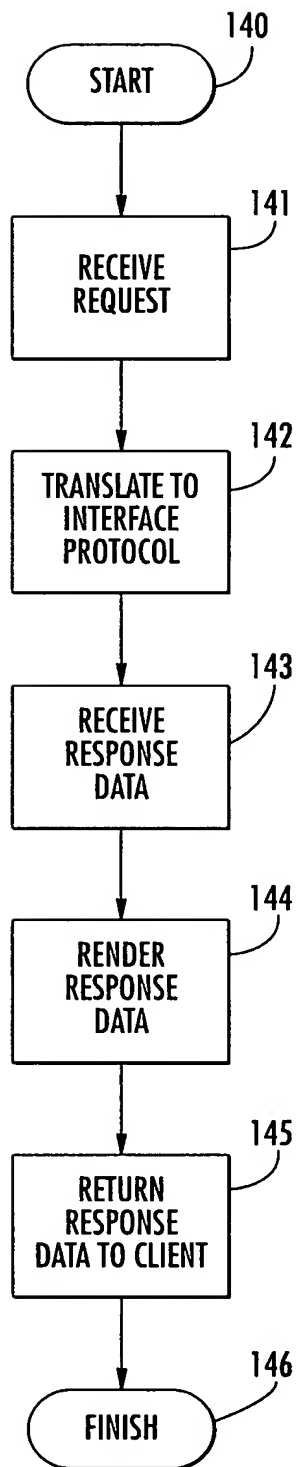 140
START
141
RECEIVE
REQUEST
142
TRANSLATE TO
INTERFACE
PROTOCOL
143
RECEIVE
RESPONSE
DATA
144
RENDER
RESPONSE
DATA
145
RETURN
RESPONSE
DATA TO CLIENT
146
FINISH